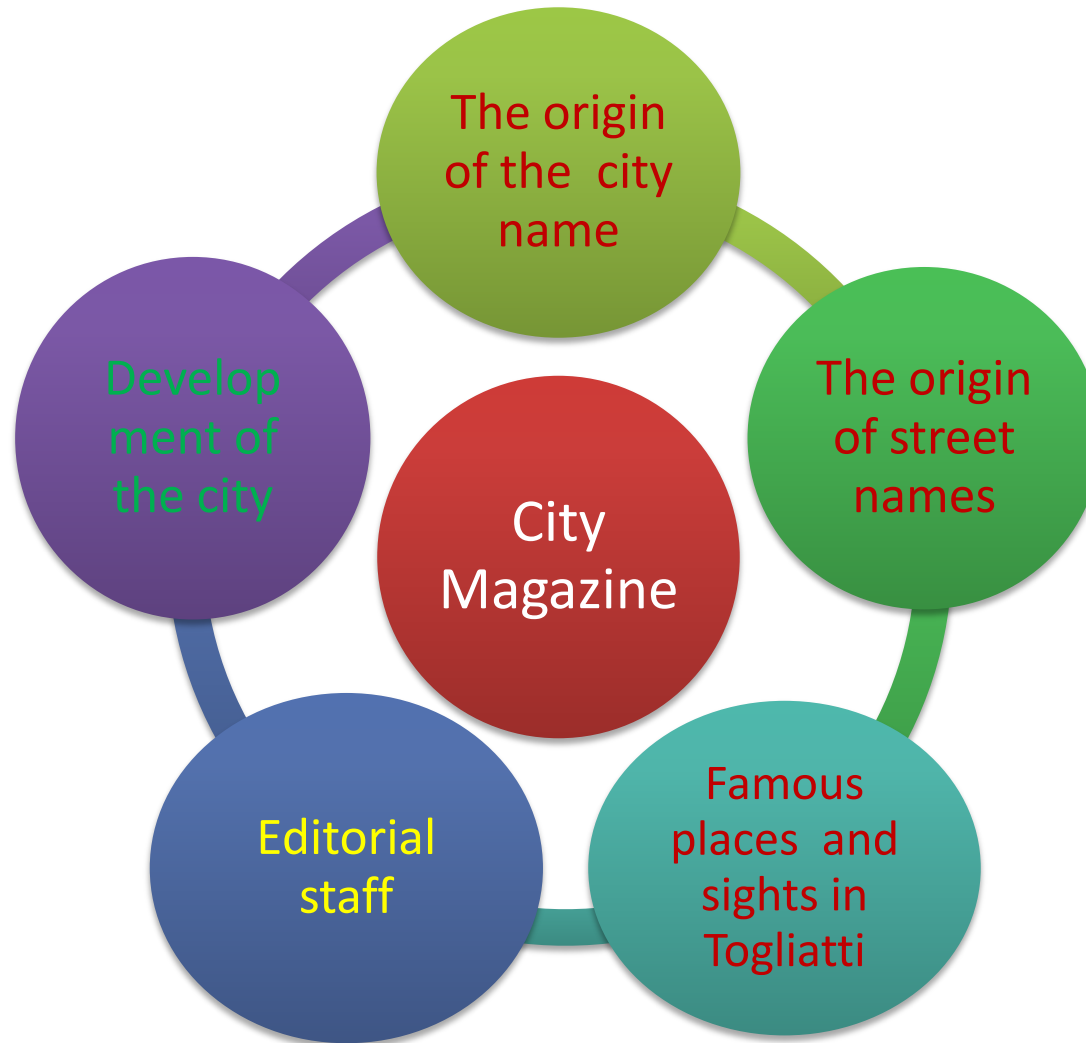 The origin
of the  city
name
The origin
of street
names
Famous
places  and
sights in
Togliatti
Editorial
staff
Develop
ment of
the city
City
Magazine